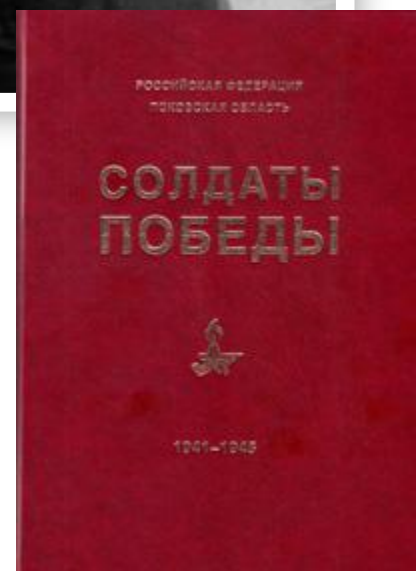 РОССИЙСКАЯ ФЕДЕРАЦИЯ
ПСКОВСКАЯ ОБЛАСТЬ
СОЛДАТЫ
ПОБЕДЫ
1941–1945